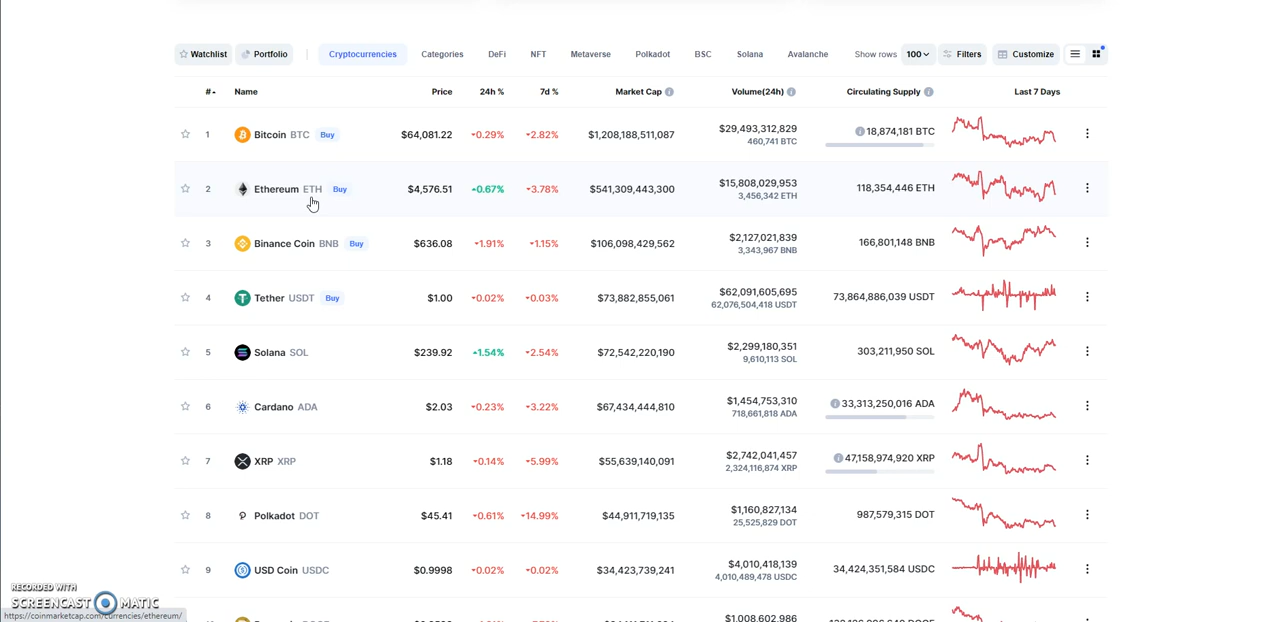 Watchlist Portfolio Cryptocurrencies Categories DeFi NFT Metaverse Polkadot BSC Solana Avalanche Show rows 100 Filters Customize
# Name Price 24h % 7d % Market Cap Volume(24h) Circulating Supply Last 7 Days
1 Bitcoin BTC Buy $64,081.22 0.29% 2.82% $1,208,188,511,087 $29,493,312,829 18,874,181 BTC
460,741 BTC
2 Ethereum ETH Buy $4,576.51 0.67% 3.78% $541,309,443,300 $15,808,029,953 118,354,446 ETH
3,456,342 ETH
3 Binance Coin BNB Buy $636.08 1.91% 1.15% $106,098,429,562 $2,127,021,839 166,801,148 BNB
3,343,967 BNB
4 Tether USDT Buy $1.00 0.02% 0.03% $73,882,855,061 $62,091,605,695 73,864,886,039 USDT
62,076,504,418 USDT
5 Solana SOL $239.92 1.54% 2.54% $72,542,220,190 $2,299,180,351 303,211,950 SOL
9,610,113 SOL
6 Cardano ADA $2.03 0.23% 3.22% $67,434,444,810 $1,454,753,310 33,313,250,016 ADA
718,661,818 ADA
7 XRP XRP $1.18 0.14% 5.99% $55,639,140,091 $2,742,041,457 47,158,974,920 XRP
2,324,116,874 XRP
8 Polkadot DOT $45.41 0.61% 14.99% $44,911,719,135 $1,160,827,134 987,579,315 DOT
25,525,829 DOT
9 USD Coin USDC $0.9998 0.02% 0.02% $34,423,739,241 $4,010,418,139 34,424,351,584 USDC
4,010,489,478 USDC
$1,008,602,986
RECORDED WITH
SCREENCAST MATIC
https://coinmarketcap.com/currencies/ethereum/